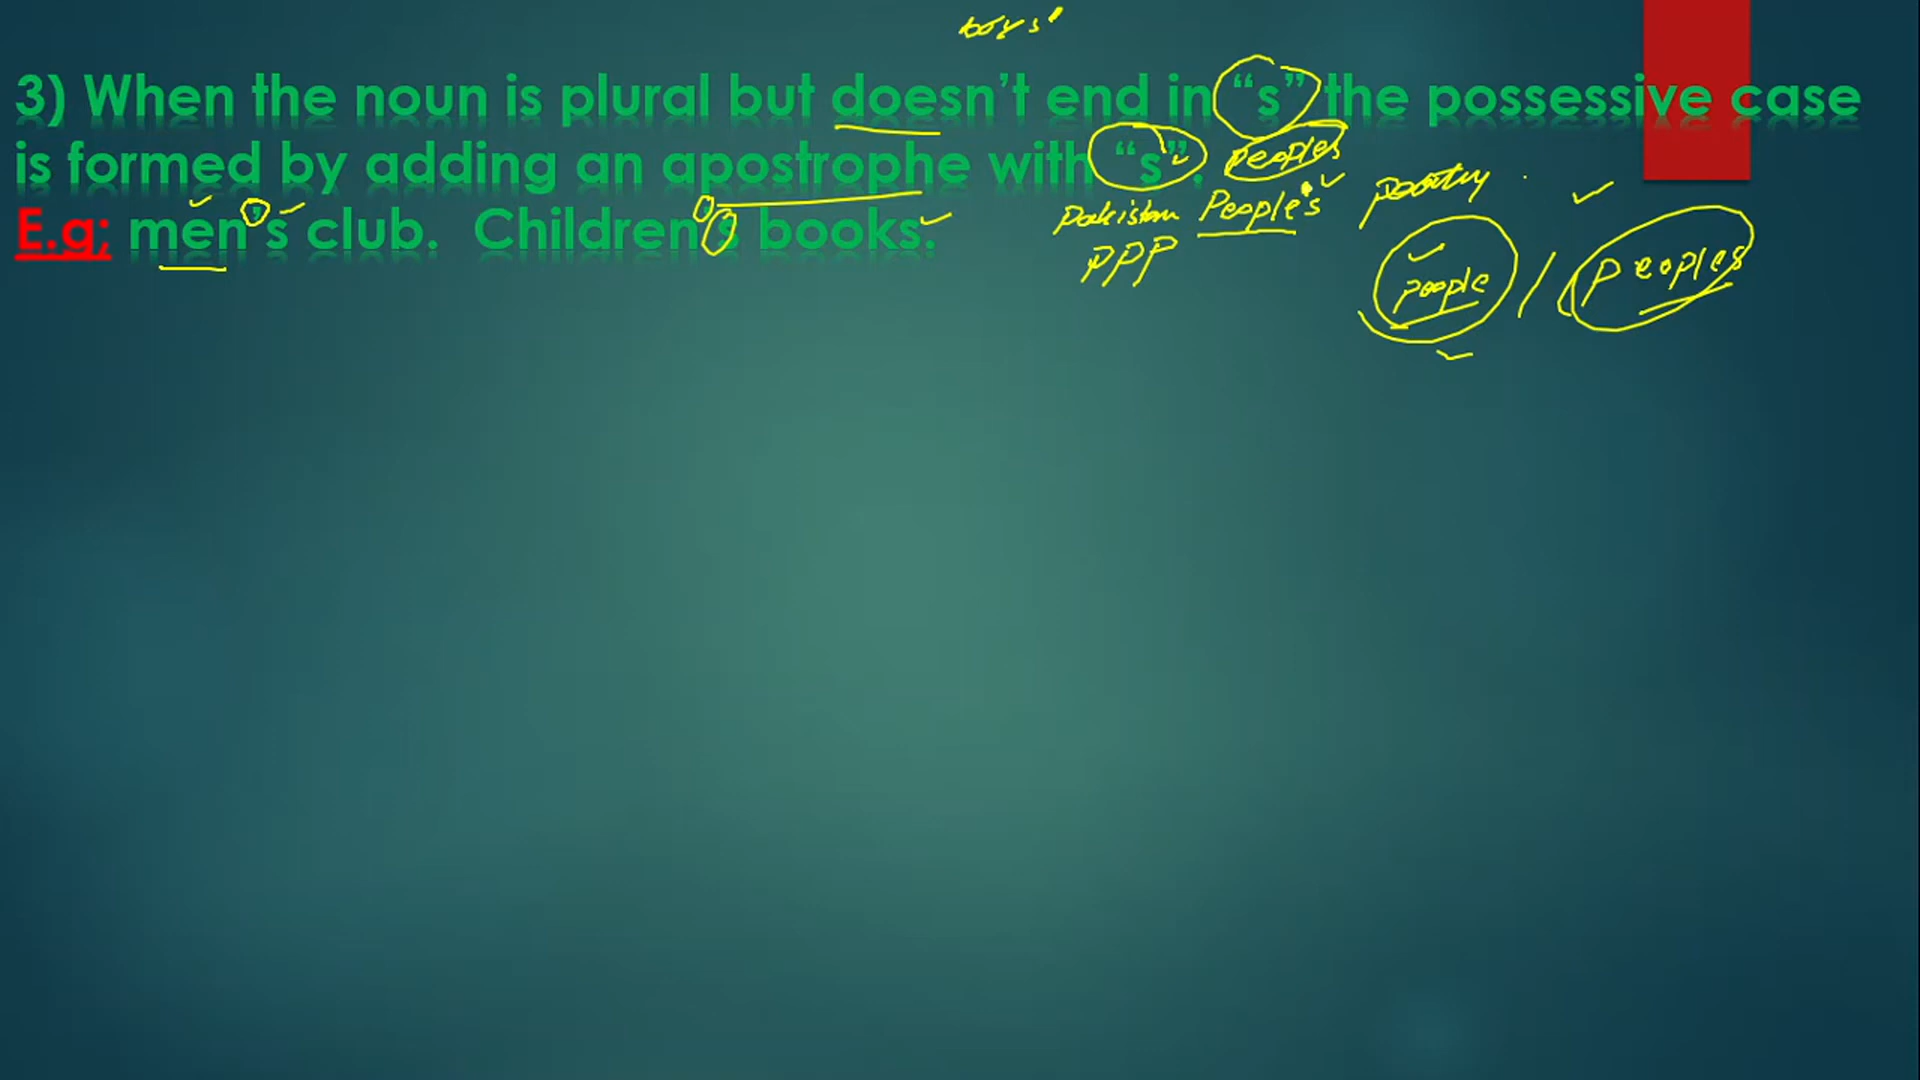 boys'
3) When the noun is plural but doesn't end in “s” the possessive case
is formed by adding an apostrophe with “s”.
peoples
E.g; men's club. Children's books.
Pakistan People's
PPP
people / peoples